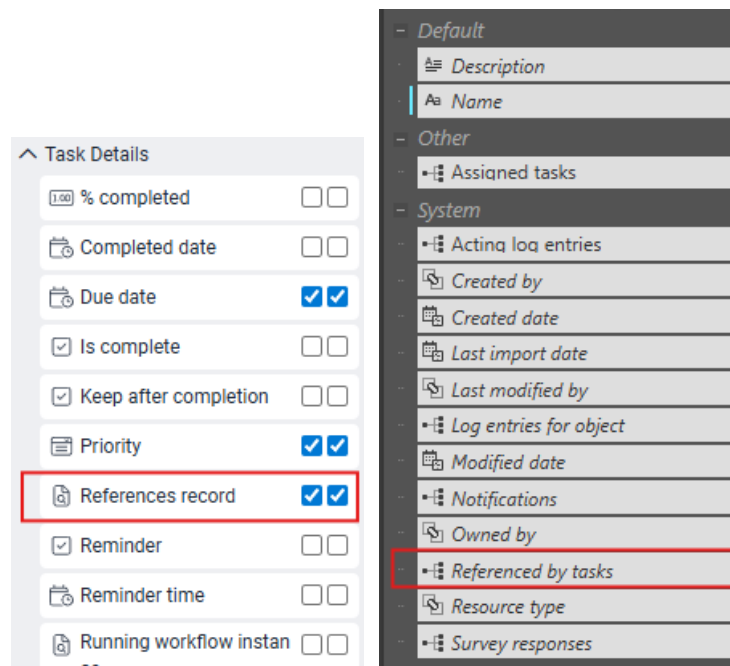 Task Details
% completed
Completed date
Due date
Is complete
Keep after completion
Priority
References record
Reminder
Reminder time
Running workflow instan
Default
Description
Name
Other
Assigned tasks
System
Acting log entries
Created by
Created date
Last import date
Last modified by
Log entries for object
Modified date
Notifications
Owned by
Referenced by tasks
Resource type
Survey responses